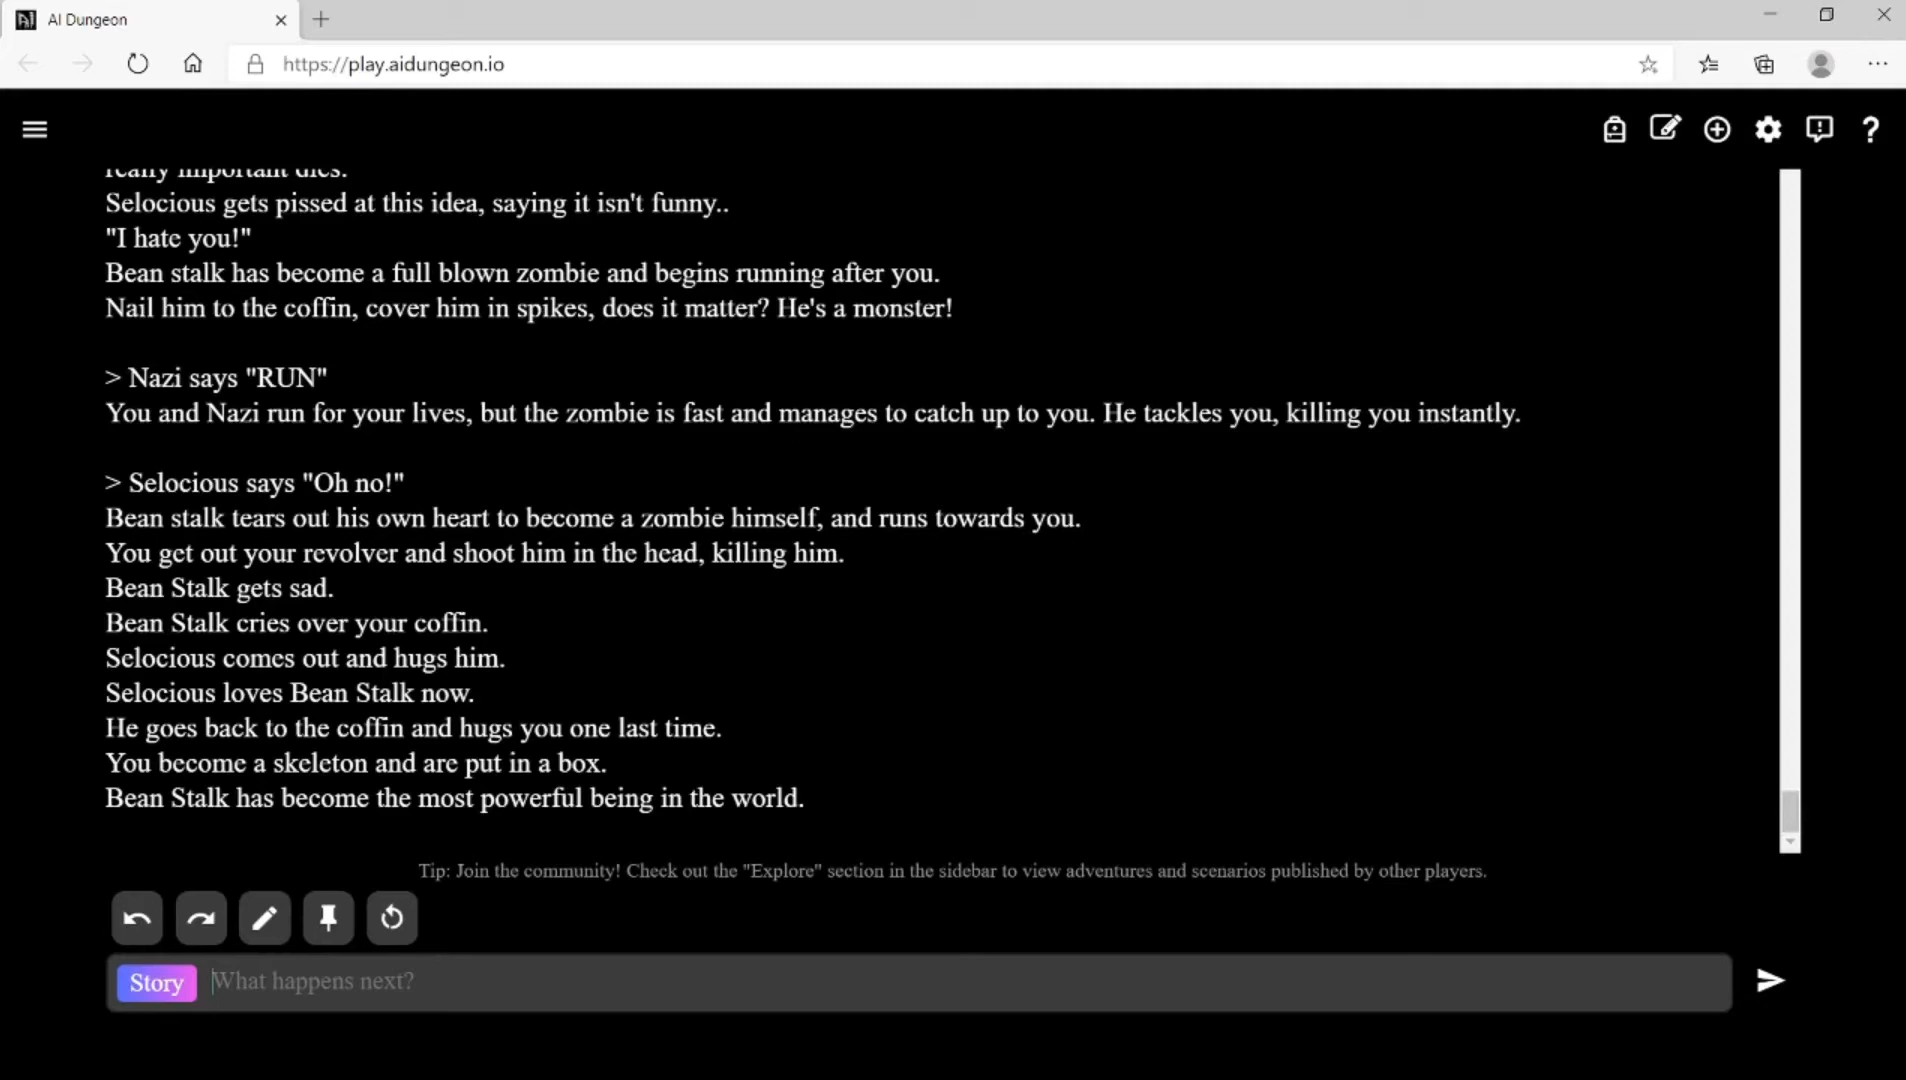 AI Dungeon
https://play.aidungeon.io
really important dies.
Selocious gets pissed at this idea, saying it isn't funny..
"I hate you!"
Bean stalk has become a full blown zombie and begins running after you.
Nail him to the coffin, cover him in spikes, does it matter? He's a monster!
> Nazi says "RUN"
You and Nazi run for your lives, but the zombie is fast and manages to catch up to you. He tackles you, killing you instantly.
> Selocious says "Oh no!"
Bean stalk tears out his own heart to become a zombie himself, and runs towards you.
You get out your revolver and shoot him in the head, killing him.
Bean Stalk gets sad.
Bean Stalk cries over your coffin.
Selocious comes out and hugs him.
Selocious loves Bean Stalk now.
He goes back to the coffin and hugs you one last time.
You become a skeleton and are put in a box.
Bean Stalk has become the most powerful being in the world.
Tip: Join the community! Check out the "Explore" section in the sidebar to view adventures and scenarios published by other players.
Story What happens next?